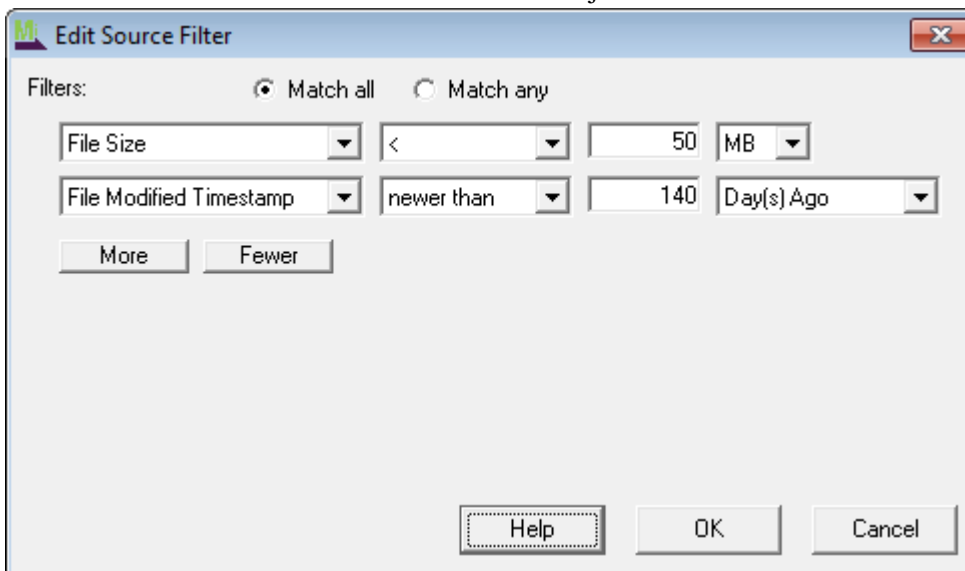 Edit Source Filter
Filters: Match all Match any
File Size < 50 MB
File Modified Timestamp newer than 140 Day(s) Ago
More Fewer
Help OK Cancel